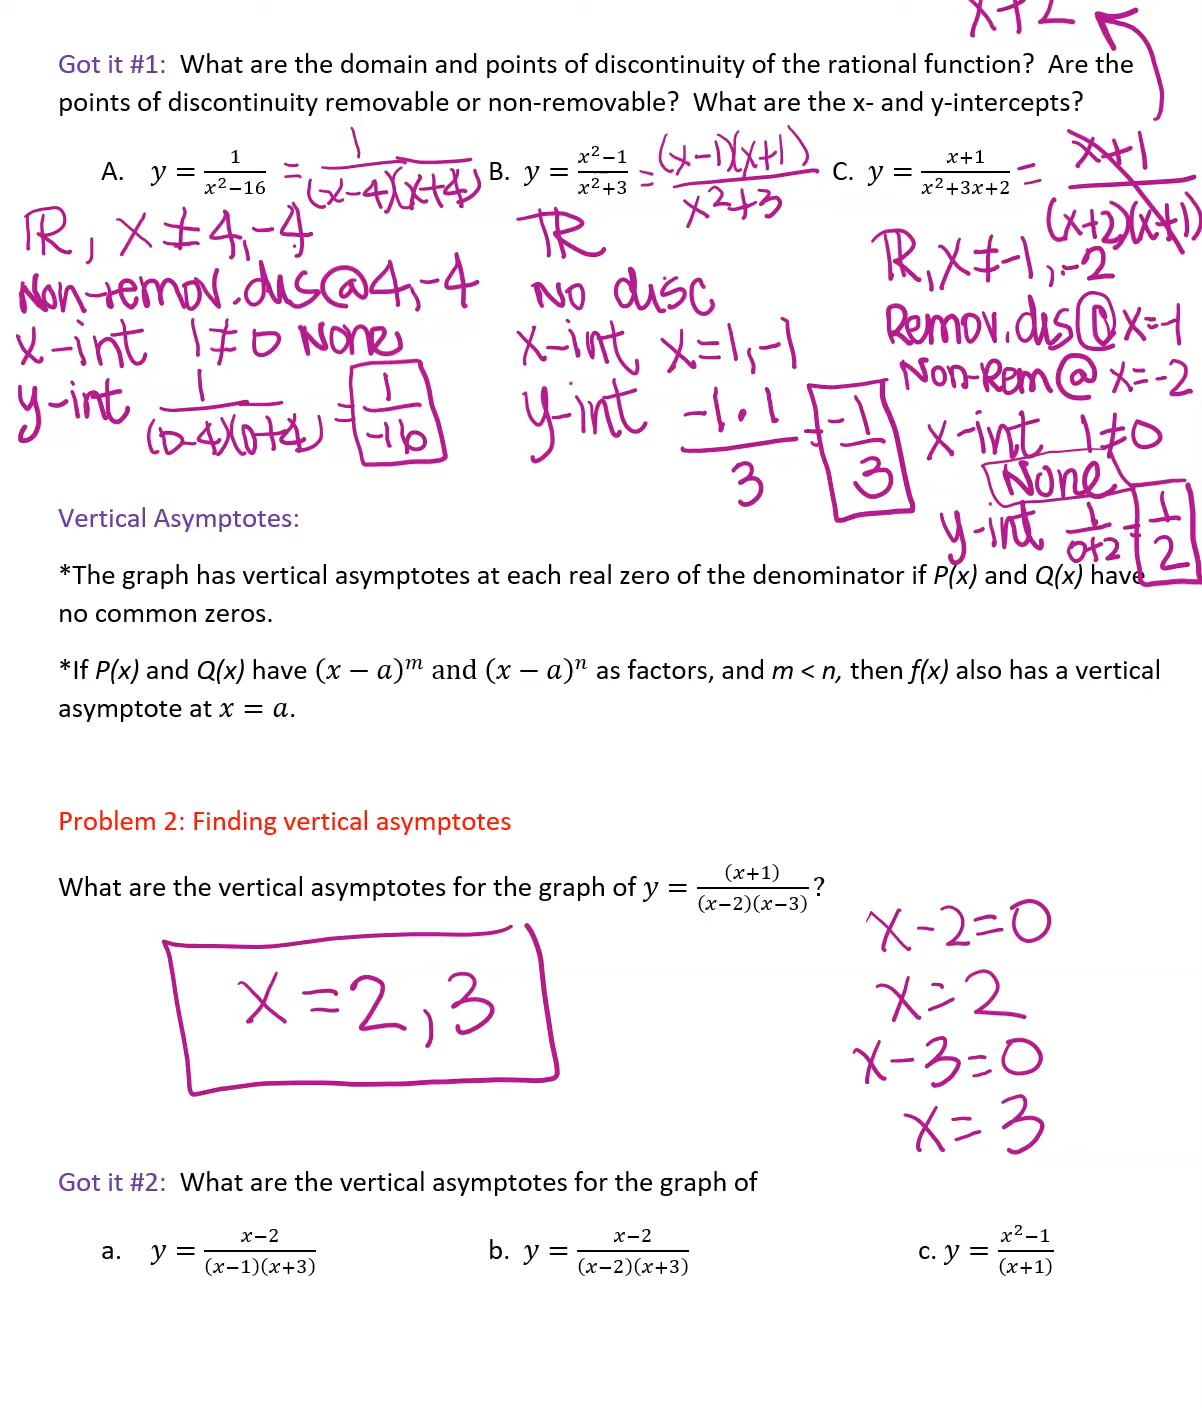 x+2
Got it #1: What are the domain and points of discontinuity of the rational function? Are the
points of discontinuity removable or non-removable? What are the x- and y-intercepts?
A. y = 1/(x²−16) = 1/((x-4)(x+4))
ℝ, x ≠ 4,-4
Non-remov. dis@4,-4
x-int 1≠0 None
y-int 1/((0-4)(0+4)) = 1/-16
B. y = (x²−1)/(x²+3) = ((x-1)(x+1))/(x²+3)
ℝ
No disc
x-int x=1,-1
y-int (-1·1)/3 = -1/3
C. y = (x+1)/(x²+3x+2) = (x+1)/((x+2)(x+1))
ℝ, x≠-1,-2
Remov. dis@x=-1
Non-Rem@ x=-2
x-int 1≠0
None
y-int 1/(0+2) = 1/2
Vertical Asymptotes:
*The graph has vertical asymptotes at each real zero of the denominator if P(x) and Q(x) have
no common zeros.
*If P(x) and Q(x) have (x − a)ᵐ and (x − a)ⁿ as factors, and m < n, then f(x) also has a vertical
asymptote at x = a.
Problem 2: Finding vertical asymptotes
What are the vertical asymptotes for the graph of y = (x+1)/((x−2)(x−3))?
x=2,3
x-2=0
x=2
x-3=0
x=3
Got it #2: What are the vertical asymptotes for the graph of
a. y = (x−2)/((x−1)(x+3))
b. y = (x−2)/((x−2)(x+3))
c. y = (x²−1)/(x+1)